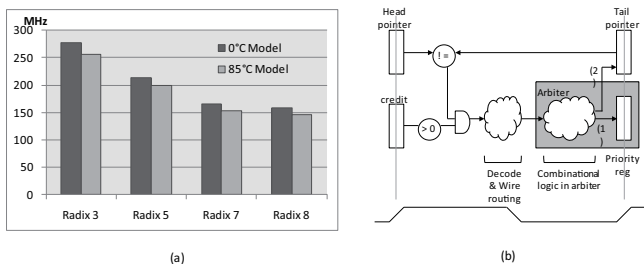 MHz
300
250
200
150
100
50
0
0°C Model
85°C Model
Radix 3
Radix 5
Radix 7
Radix 8
(a)
Head
pointer
Tail
pointer
! =
(2)
Arbiter
credit
> 0
(1)
Decode
& Wire
routing
Combinational
logic in arbiter
Priority
reg
(b)